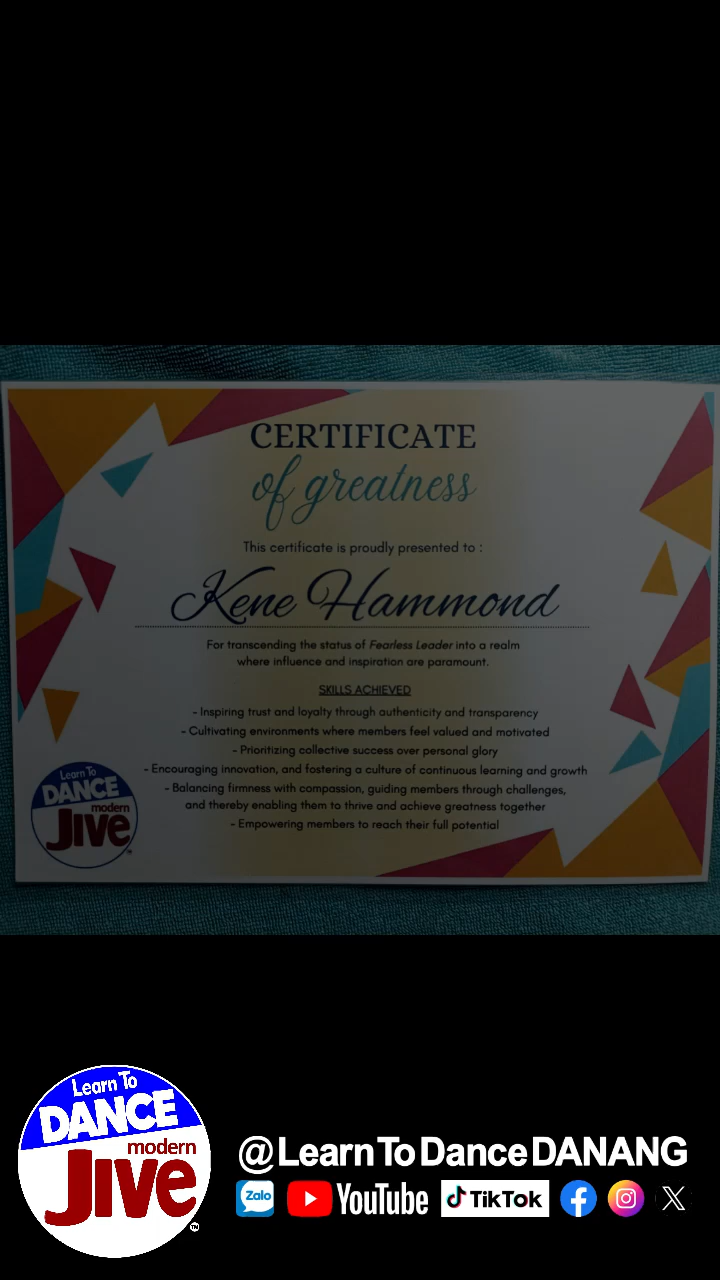 CERTIFICATE
of greatness
This certificate is proudly presented to :
Kene Hammond
For transcending the status of Fearless Leader into a realm
where influence and inspiration are paramount.
SKILLS ACHIEVED
- Inspiring trust and loyalty through authenticity and transparency
- Cultivating environments where members feel valued and motivated
- Prioritizing collective success over personal glory
- Encouraging innovation, and fostering a culture of continuous learning and growth
- Balancing firmness with compassion, guiding members through challenges,
and thereby enabling them to thrive and achieve greatness together
- Empowering members to reach their full potential
Learn To
DANCE
modern
Jive
Learn To
DANCE
modern
Jive
TM
@LearnToDanceDANANG
Zalo
YouTube
TikTok